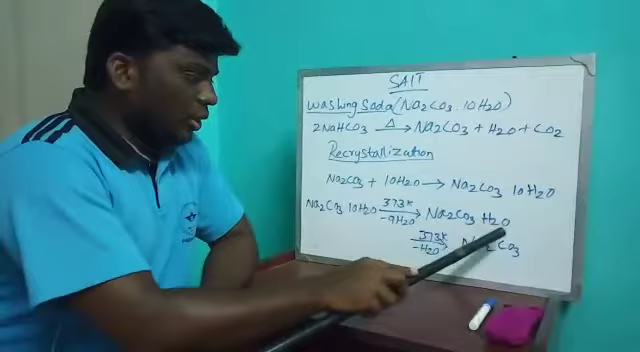 SALT
Washing Soda (Na2CO3. 10H2O)
2NaHCO3 —Δ→ Na2CO3 + H2O + CO2
Recrystallization
Na2CO3 + 10H2O → Na2CO3 10H2O
Na2CO3 10H2O —373K/-9H2O→ Na2CO3 H2O
—373K/-H2O→ Na2CO3